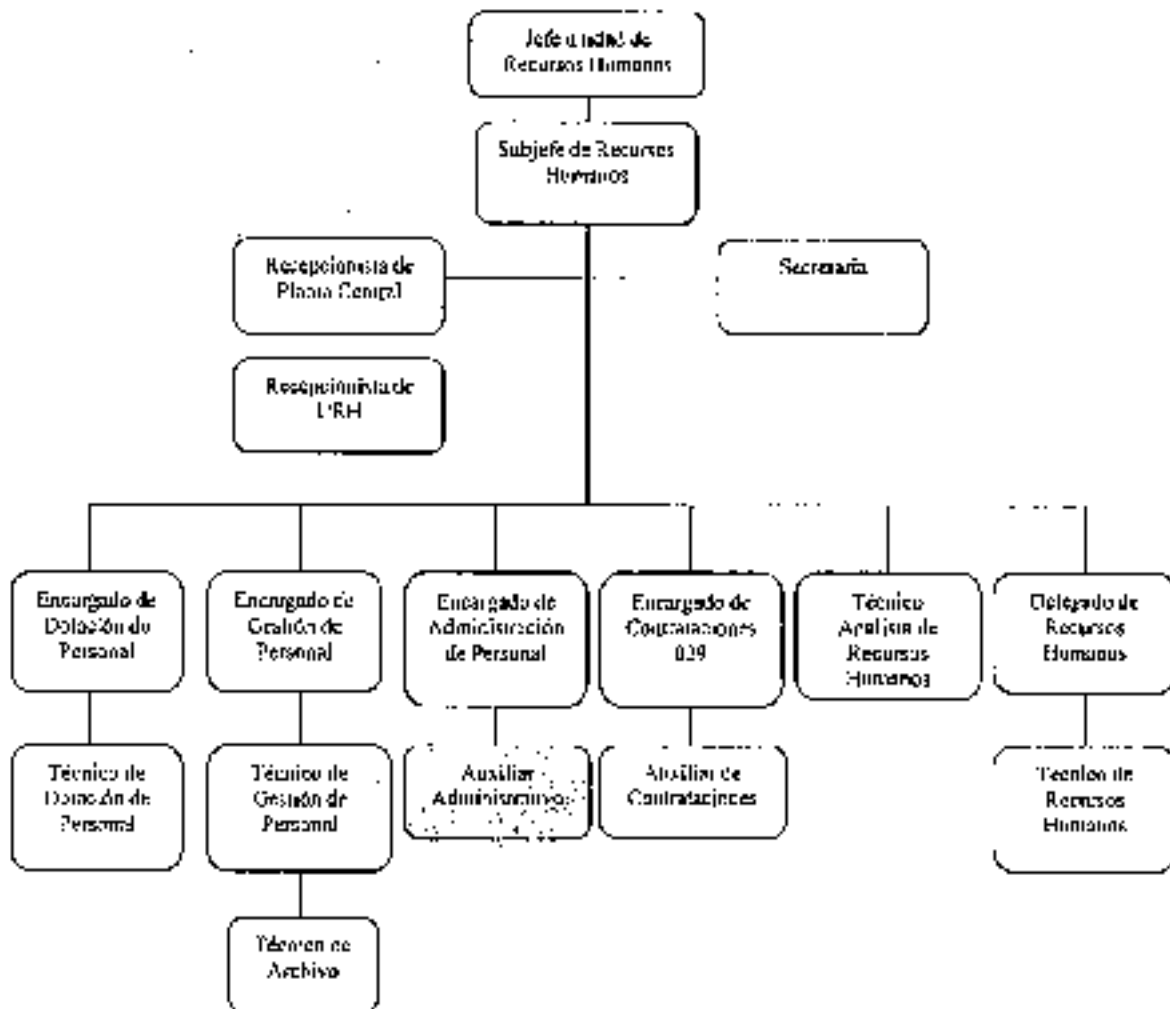 Jefe unidad de
Recursos Humanos
Subjefe de Recursos
Humanos
Recepcionista de
Planta Central
Secretaria
Recepcionista de
URH
Encargado de
Dotación de
Personal
Encargado de
Gestión de
Personal
Encargado de
Administración
de Personal
Encargado de
Contrataciones
029
Técnico
Analista de
Recursos
Humanos
Delegado de
Recursos
Humanos
Técnico de
Dotación de
Personal
Técnico de
Gestión de
Personal
Auxiliar
Administrativo
Auxiliar de
Contrataciones
Técnico de
Recursos
Humanos
Técnico de
Archivo